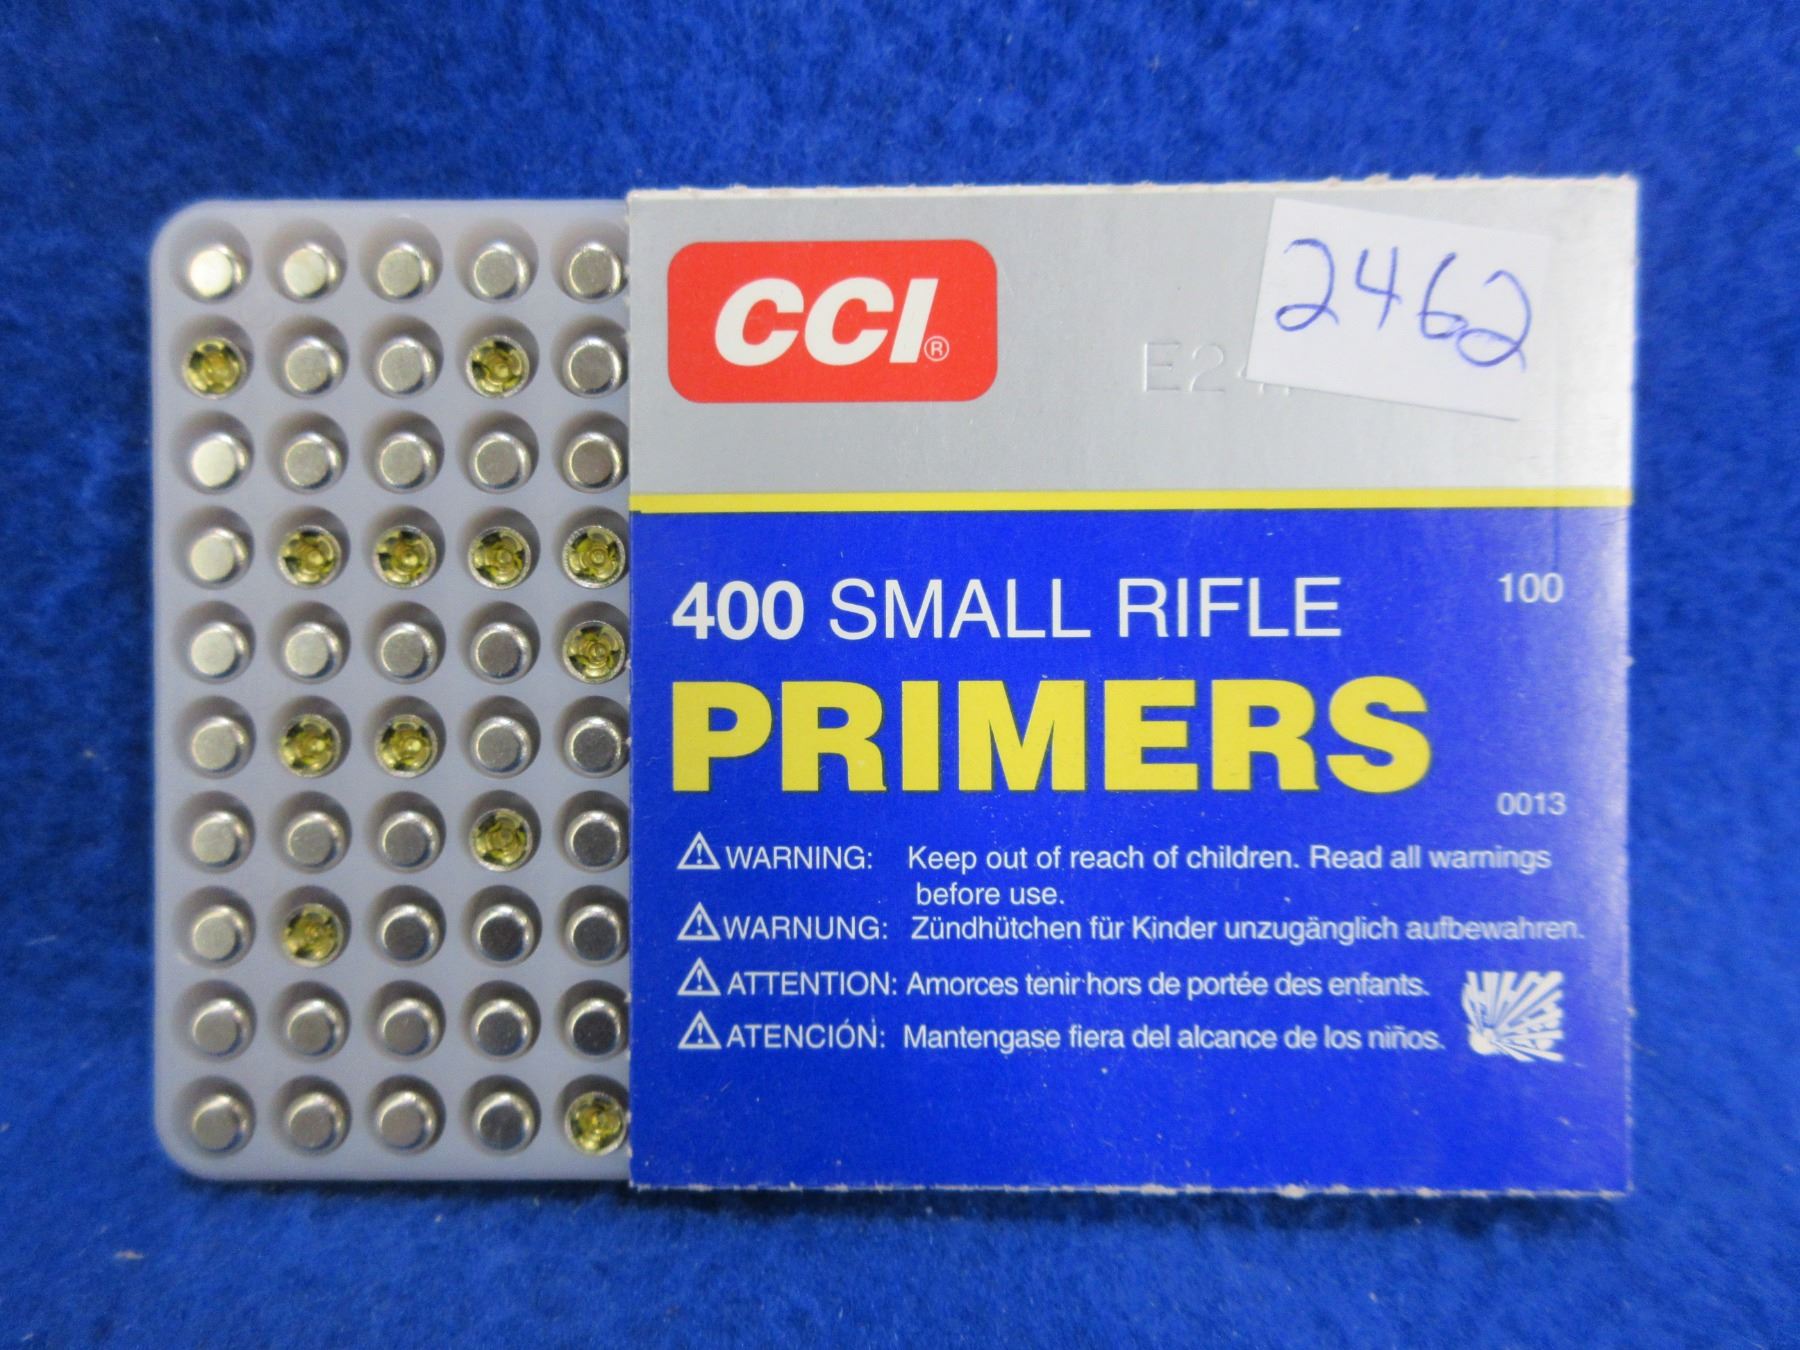 CCI®
2462
E2
400 SMALL RIFLE
100
PRIMERS
0013
⚠ WARNING: Keep out of reach of children. Read all warnings
before use.
⚠ WARNUNG: Zündhütchen für Kinder unzugänglich aufbewahren.
⚠ ATTENTION: Amorces tenir hors de portée des enfants.
⚠ ATENCIÓN: Mantengase fiera del alcance de los niños.